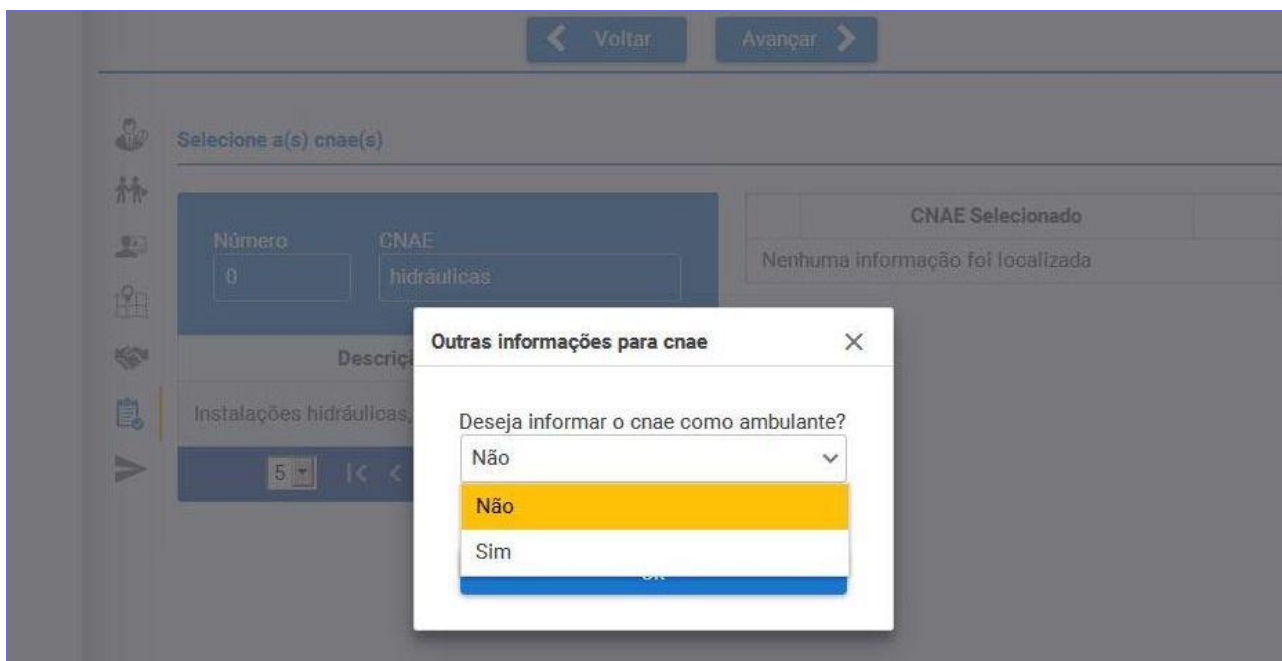 Voltar
Avançar
Selecione a(s) cnae(s)
Número
CNAE
0
hidráulicas
CNAE Selecionado
Nenhuma informação foi localizada
Descriçã
Instalações hidráulicas,
5
Outras informações para cnae
Deseja informar o cnae como ambulante?
Não
Não
Sim